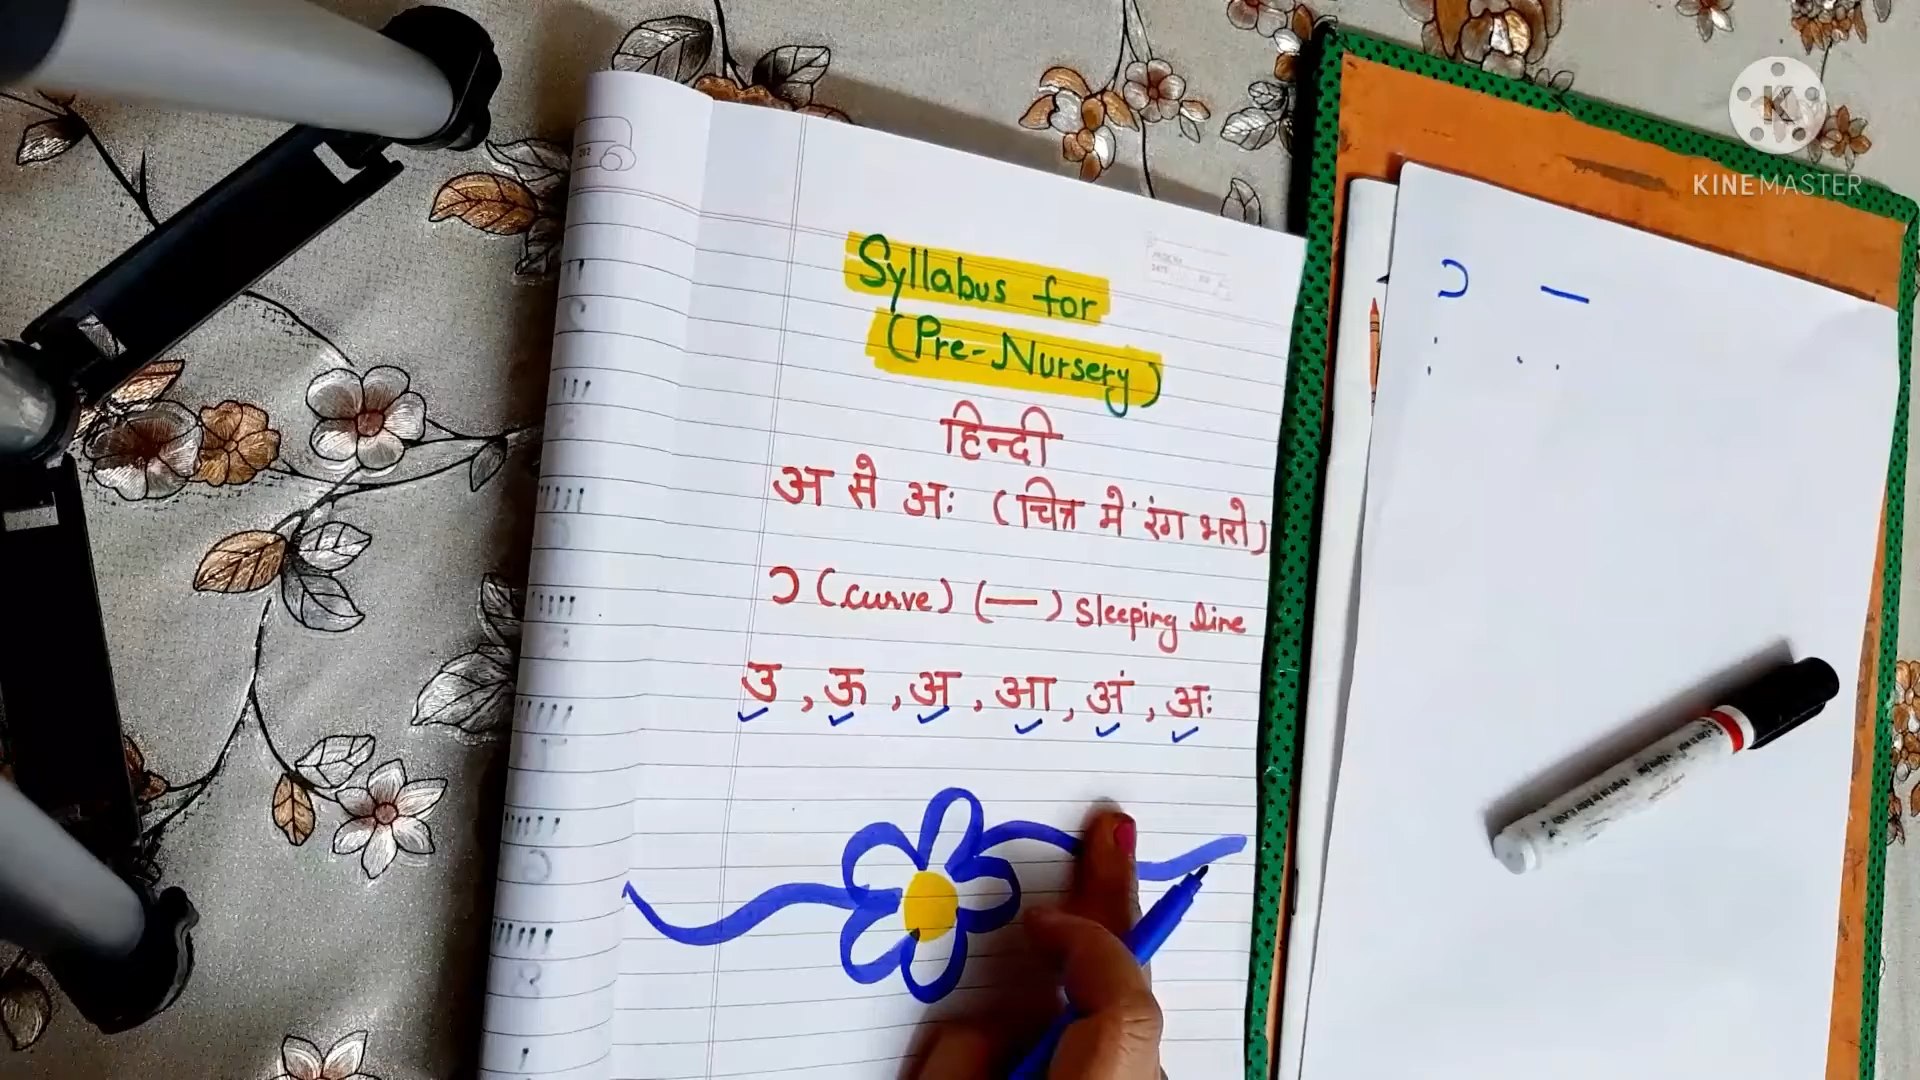 Syllabus for
(Pre-Nursery)
हिन्दी
अ से अः (चित्र में रंग भरो)
כ (curve) (—) Sleeping line
उ, ऊ, अ, आ, अं, अः
K
KINEMASTER